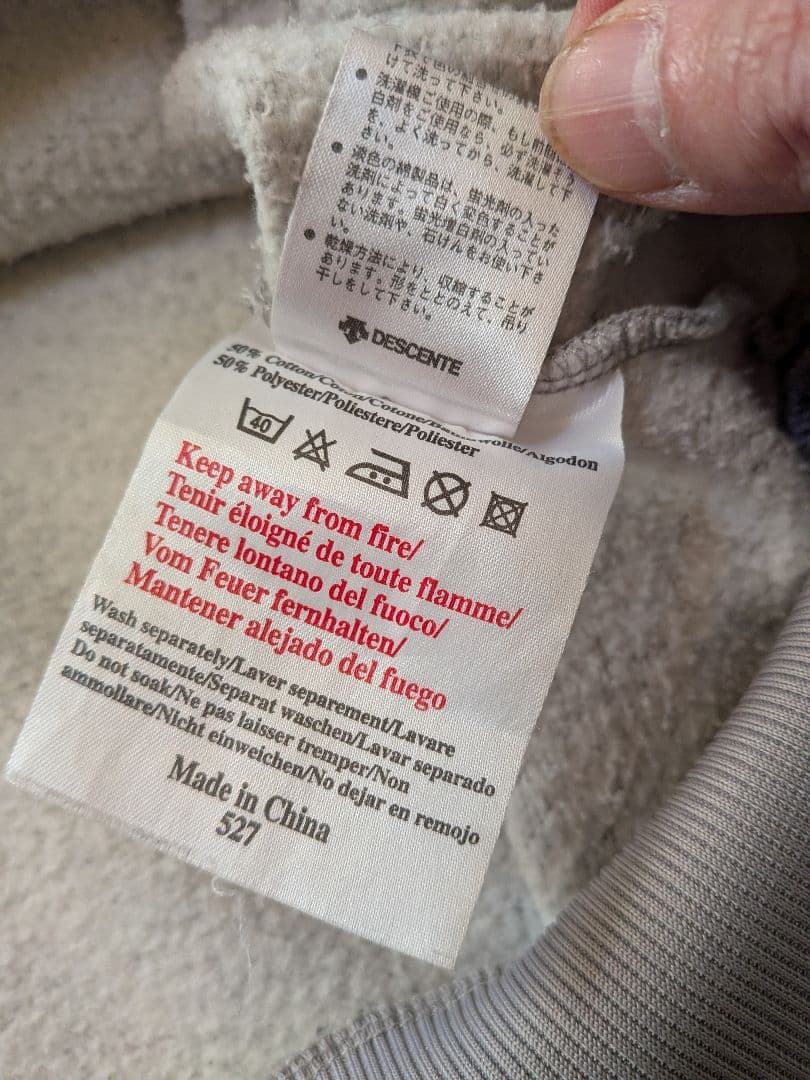 けて洗って下さい。
●洗濯機ご使用の際、もし
白剤をご使用なら、必ず
を、よく洗ってから、洗濯して下
さい。
●淡色の綿製品は、蛍光剤の入った
洗剤によって白く変色することが
あります。蛍光増白剤の入ってい
ない洗剤や、石けんをお使い下さ
い。
●乾燥方法により、収縮することが
あります。形をととのえて、吊り
干しをして下さい。
DESCENTE
50% Cotton/Cotone/Algodon
50% Polyester/Poliestere/Poliester
40
Keep away from fire/
Tenir éloigné de toute flamme/
Tenere lontano del fuoco/
Vom Feuer fernhalten/
Mantener alejado del fuego
Wash separately/Laver separement/Lavare
separatamente/Separat waschen/Lavar separado
Do not soak/Ne pas laisser tremper/Non
ammollare/Nicht einweichen/No dejar en remojo
Made in China
527